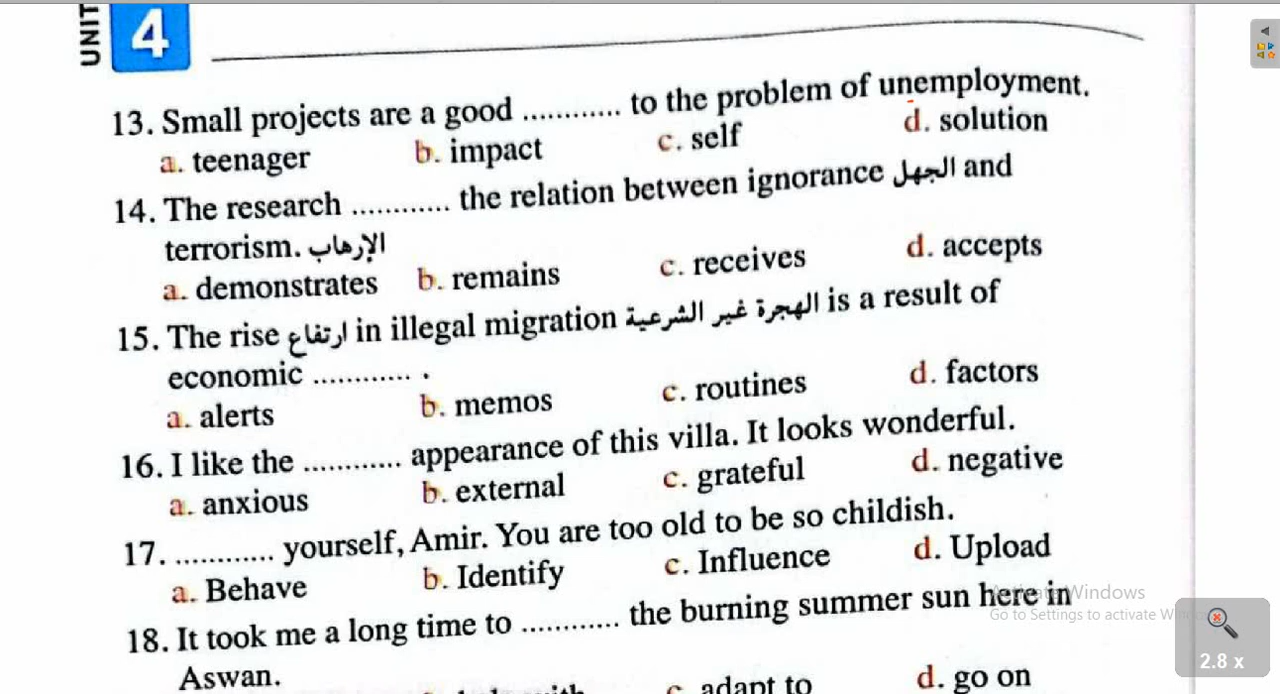 UNIT 4
13. Small projects are a good ............ to the problem of unemployment.
a. teenager b. impact c. self d. solution
14. The research ............ the relation between ignorance الجهل and
terrorism. الإرهاب
a. demonstrates b. remains c. receives d. accepts
15. The rise ارتفاع in illegal migration الهجرة غير الشرعية is a result of
economic ............ .
a. alerts b. memos c. routines d. factors
16. I like the ............ appearance of this villa. It looks wonderful.
a. anxious b. external c. grateful d. negative
17. ............ yourself, Amir. You are too old to be so childish.
a. Behave b. Identify c. Influence d. Upload
18. It took me a long time to ............ the burning summer sun here in
Aswan.
c. adapt to d. go on
Activate Windows
Go to Settings to activate
2.8 x